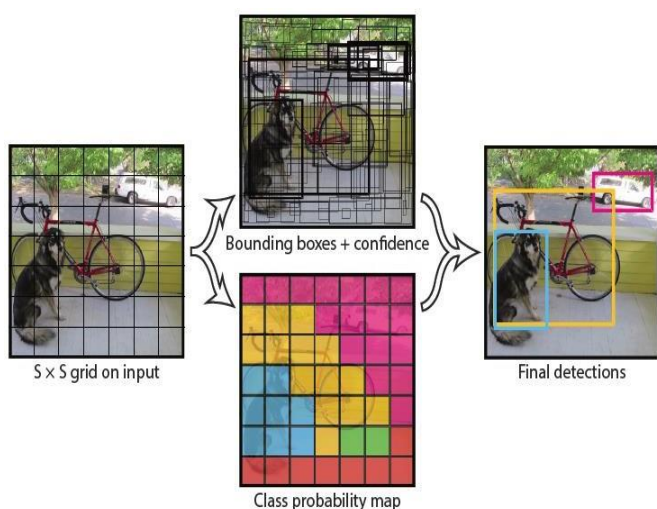 Bounding boxes + confidence
S × S grid on input
Final detections
Class probability map